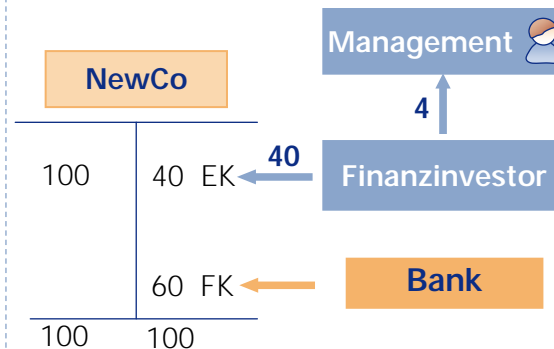 Management
NewCo
4
40
100
40 EK
Finanzinvestor
60 FK
Bank
100
100